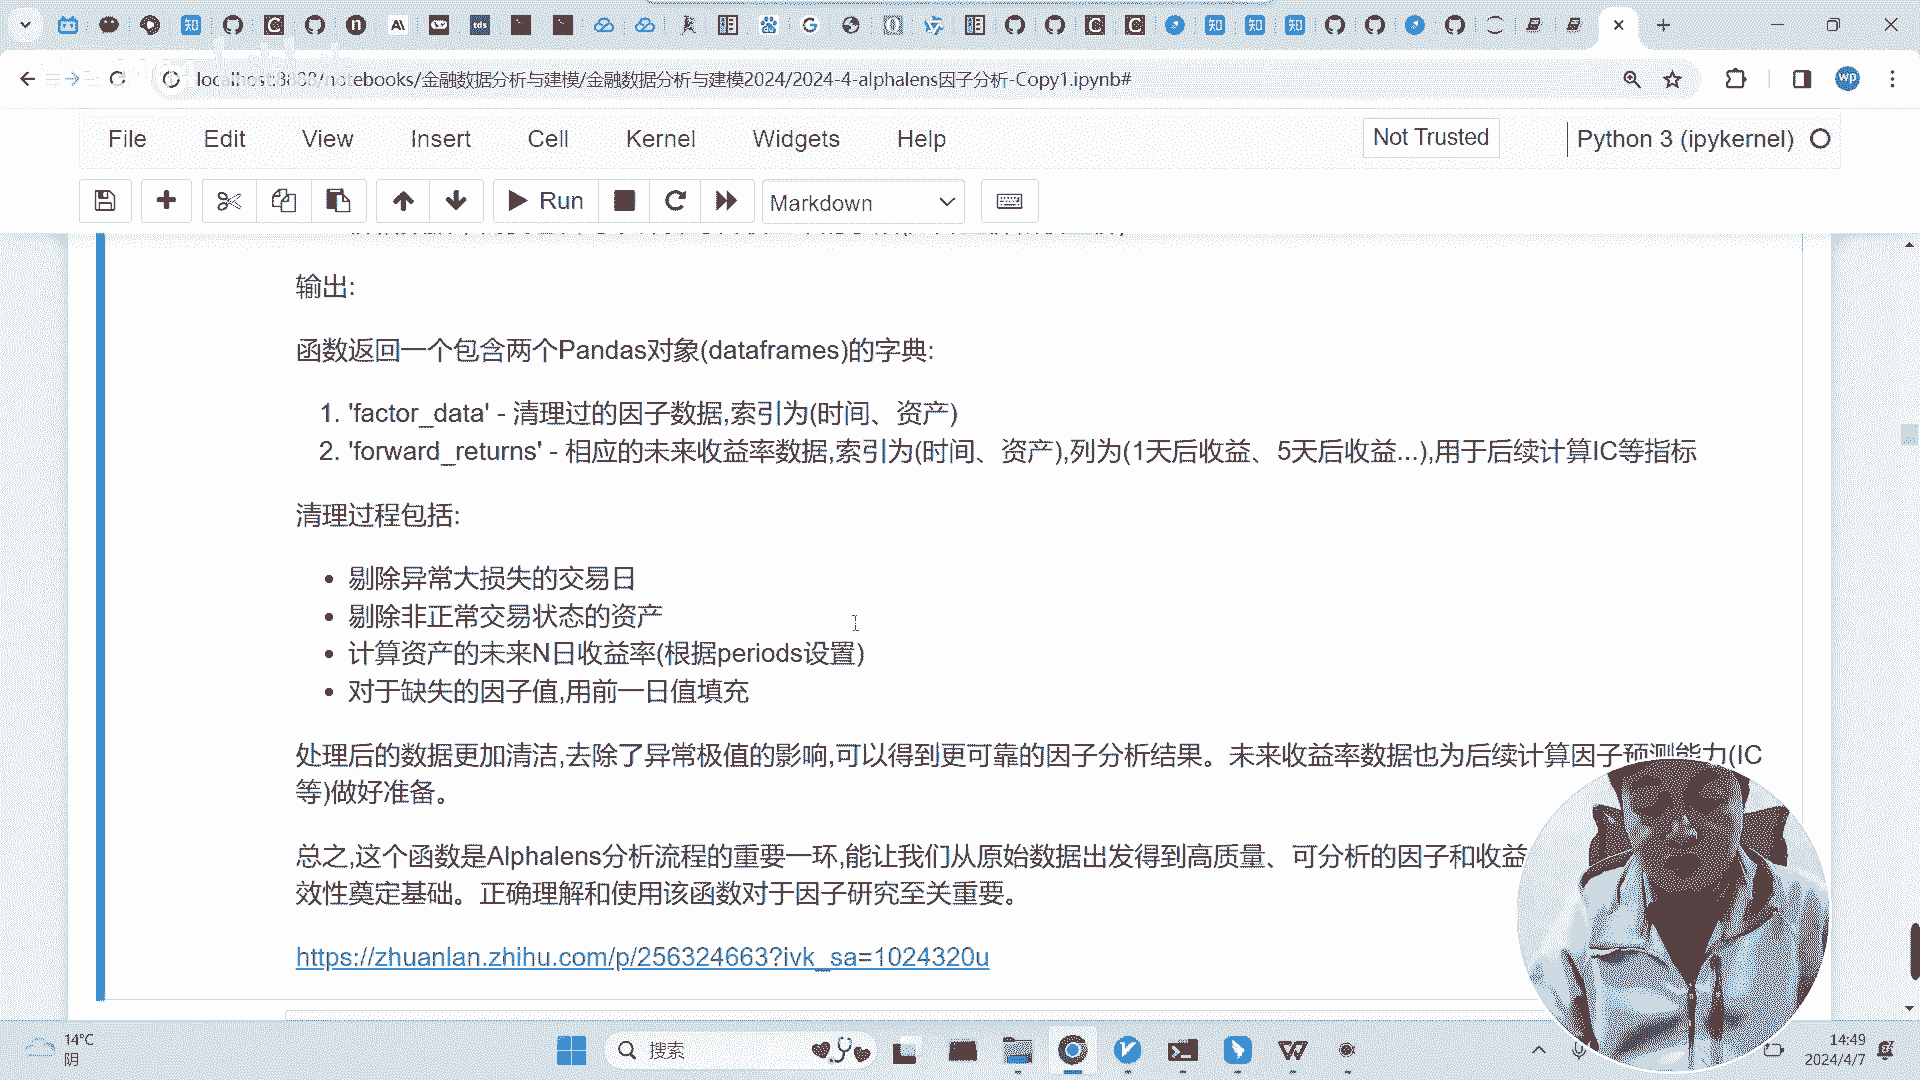 localhost:8888/notebooks/金融数据分析与建模/金融数据分析与建模2024/2024-4-alphalens因子分析-Copy1.ipynb#
File Edit View Insert Cell Kernel Widgets Help Not Trusted Python 3 (ipykernel)
Run Markdown
输出:
函数返回一个包含两个Pandas对象(dataframes)的字典:
1. 'factor_data' - 清理过的因子数据,索引为(时间、资产)
2. 'forward_returns' - 相应的未来收益率数据,索引为(时间、资产),列为(1天后收益、5天后收益...),用于后续计算IC等指标
清理过程包括:
• 剔除异常大损失的交易日
• 剔除非正常交易状态的资产
• 计算资产的未来N日收益率(根据periods设置)
• 对于缺失的因子值,用前一日值填充
处理后的数据更加清洁,去除了异常极值的影响,可以得到更可靠的因子分析结果。未来收益率数据也为后续计算因子预测能力(IC
等)做好准备。
总之,这个函数是Alphalens分析流程的重要一环,能让我们从原始数据出发得到高质量、可分析的因子和收益
效性奠定基础。正确理解和使用该函数对于因子研究至关重要。
https://zhuanlan.zhihu.com/p/256324663?ivk_sa=1024320u
14°C
阴
搜索
14:49
2024/4/7